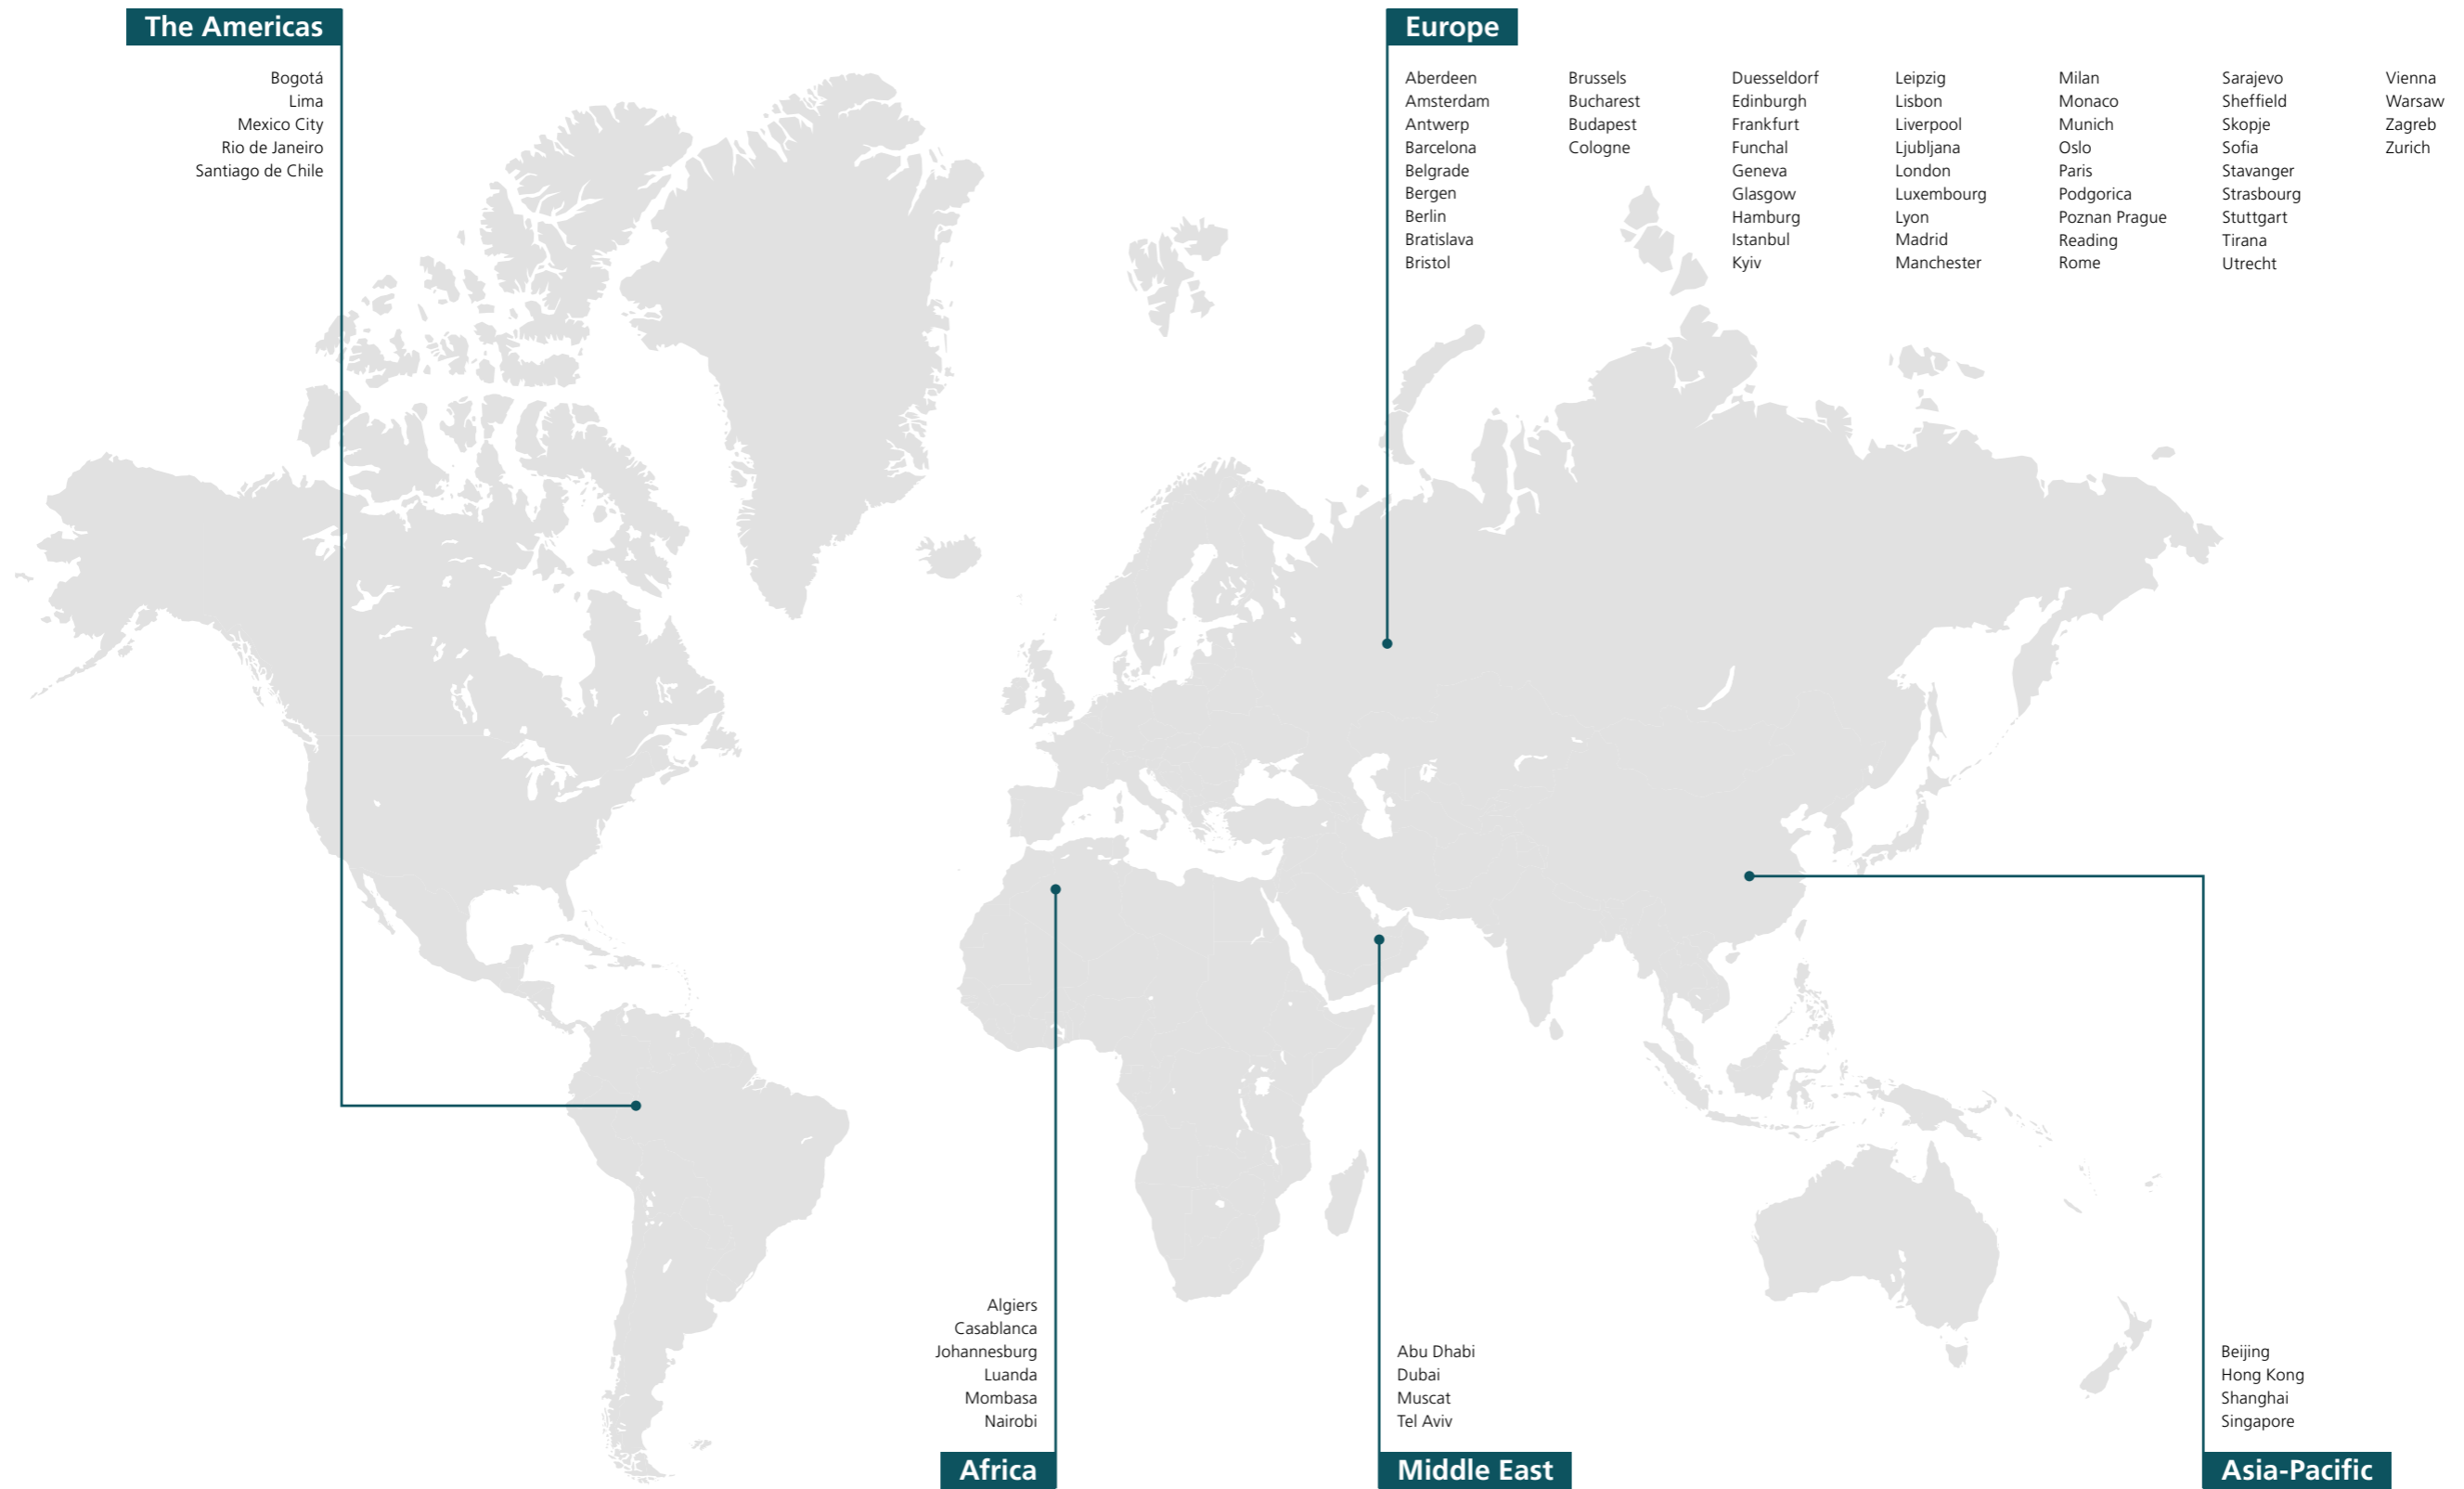 The Americas
Bogotá
Lima
Mexico City
Rio de Janeiro
Santiago de Chile
Europe
Aberdeen
Amsterdam
Antwerp
Barcelona
Belgrade
Bergen
Berlin
Bratislava
Bristol
Brussels
Bucharest
Budapest
Cologne
Duesseldorf
Edinburgh
Frankfurt
Funchal
Geneva
Glasgow
Hamburg
Istanbul
Kyiv
Leipzig
Lisbon
Liverpool
Ljubljana
London
Luxembourg
Lyon
Madrid
Manchester
Milan
Monaco
Munich
Oslo
Paris
Podgorica
Poznan Prague
Reading
Rome
Sarajevo
Sheffield
Skopje
Sofia
Stavanger
Strasbourg
Stuttgart
Tirana
Utrecht
Vienna
Warsaw
Zagreb
Zurich
Algiers
Casablanca
Johannesburg
Luanda
Mombasa
Nairobi
Africa
Abu Dhabi
Dubai
Muscat
Tel Aviv
Middle East
Beijing
Hong Kong
Shanghai
Singapore
Asia-Pacific